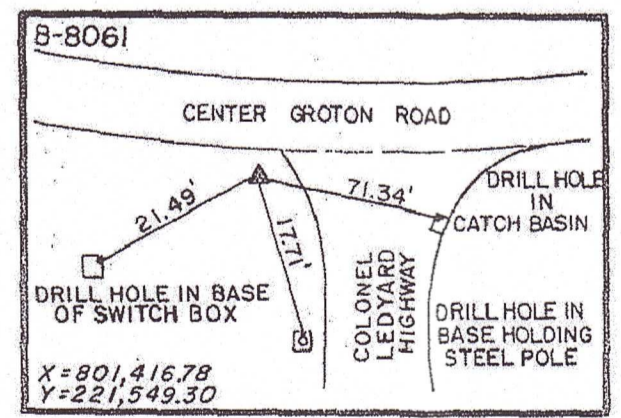 B-8061
CENTER GROTON ROAD
21.49'
71.34'
17.71'
DRILL HOLE
IN
CATCH BASIN
DRILL HOLE IN BASE
OF SWITCH BOX
COLONEL
LEDYARD
HIGHWAY
DRILL HOLE IN
BASE HOLDING
STEEL POLE
X=801,416.78
Y=221,549.30